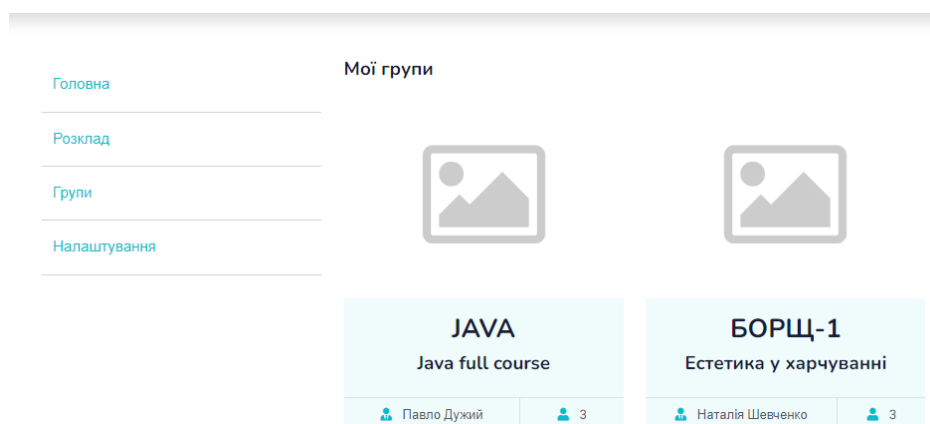 Головна
Розклад
Групи
Налаштування
Мої групи
JAVA
Java full course
Павло Дужий 3
БОРЩ-1
Естетика у харчуванні
Наталія Шевченко 3